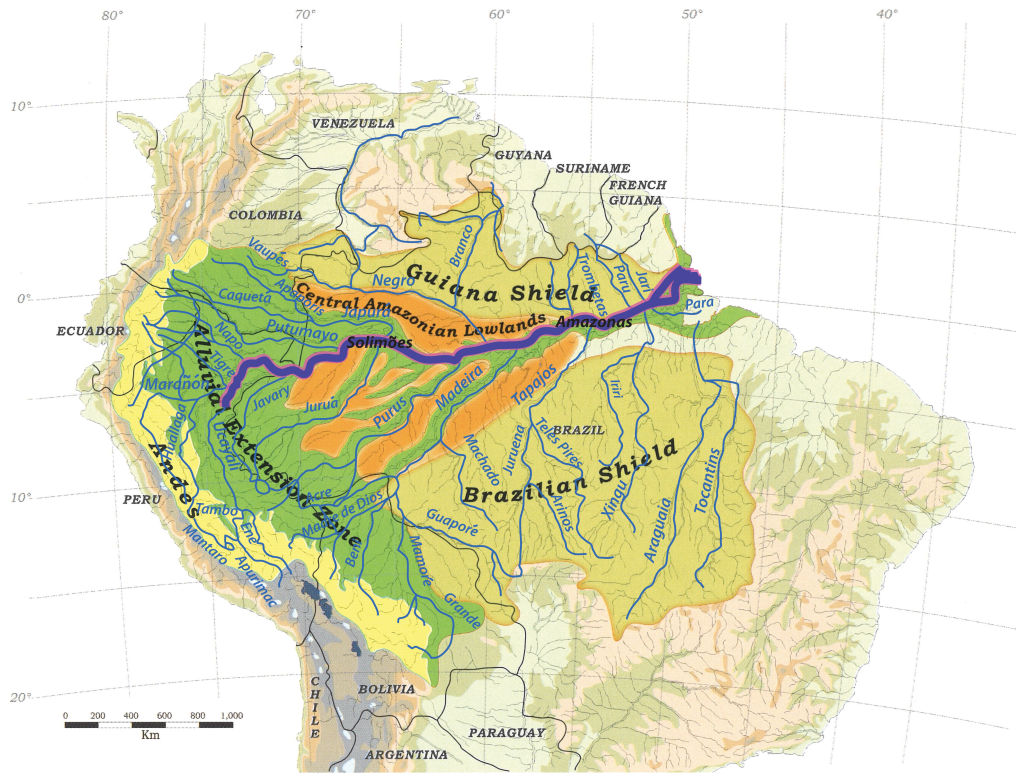 80°
70°
60°
50°
40°
10°
VENEZUELA
GUYANA
SURINAME
FRENCH
GUIANA
COLOMBIA
Vaupés
Branco
Negro
Guiana Shield
Trombetas
Paru
Jari
0°
Caqueta
Apaporis
Japura
Central Amazonian Lowlands
Amazonas
Para
ECUADOR
Putumayo
Napo
Solimões
Tigre
Alluvial Extension Zone
Marañon
Javary
Juruá
Purus
Madeira
Tapajos
Iriri
Huallaga
Ucayali
Machado
Juruena
Teles Pires
BRAZIL
Andes
Brazilian Shield
10°
PERU
Acre
Madre de Dios
Tambo
Ene
Mantaro
Apurimac
Beni
Mamoré
Guaporé
Arinos
Xingu
Araguaia
Tocantins
Grande
20°
CHILE
BOLIVIA
PARAGUAY
ARGENTINA
0 200 400 600 800 1,000
Km